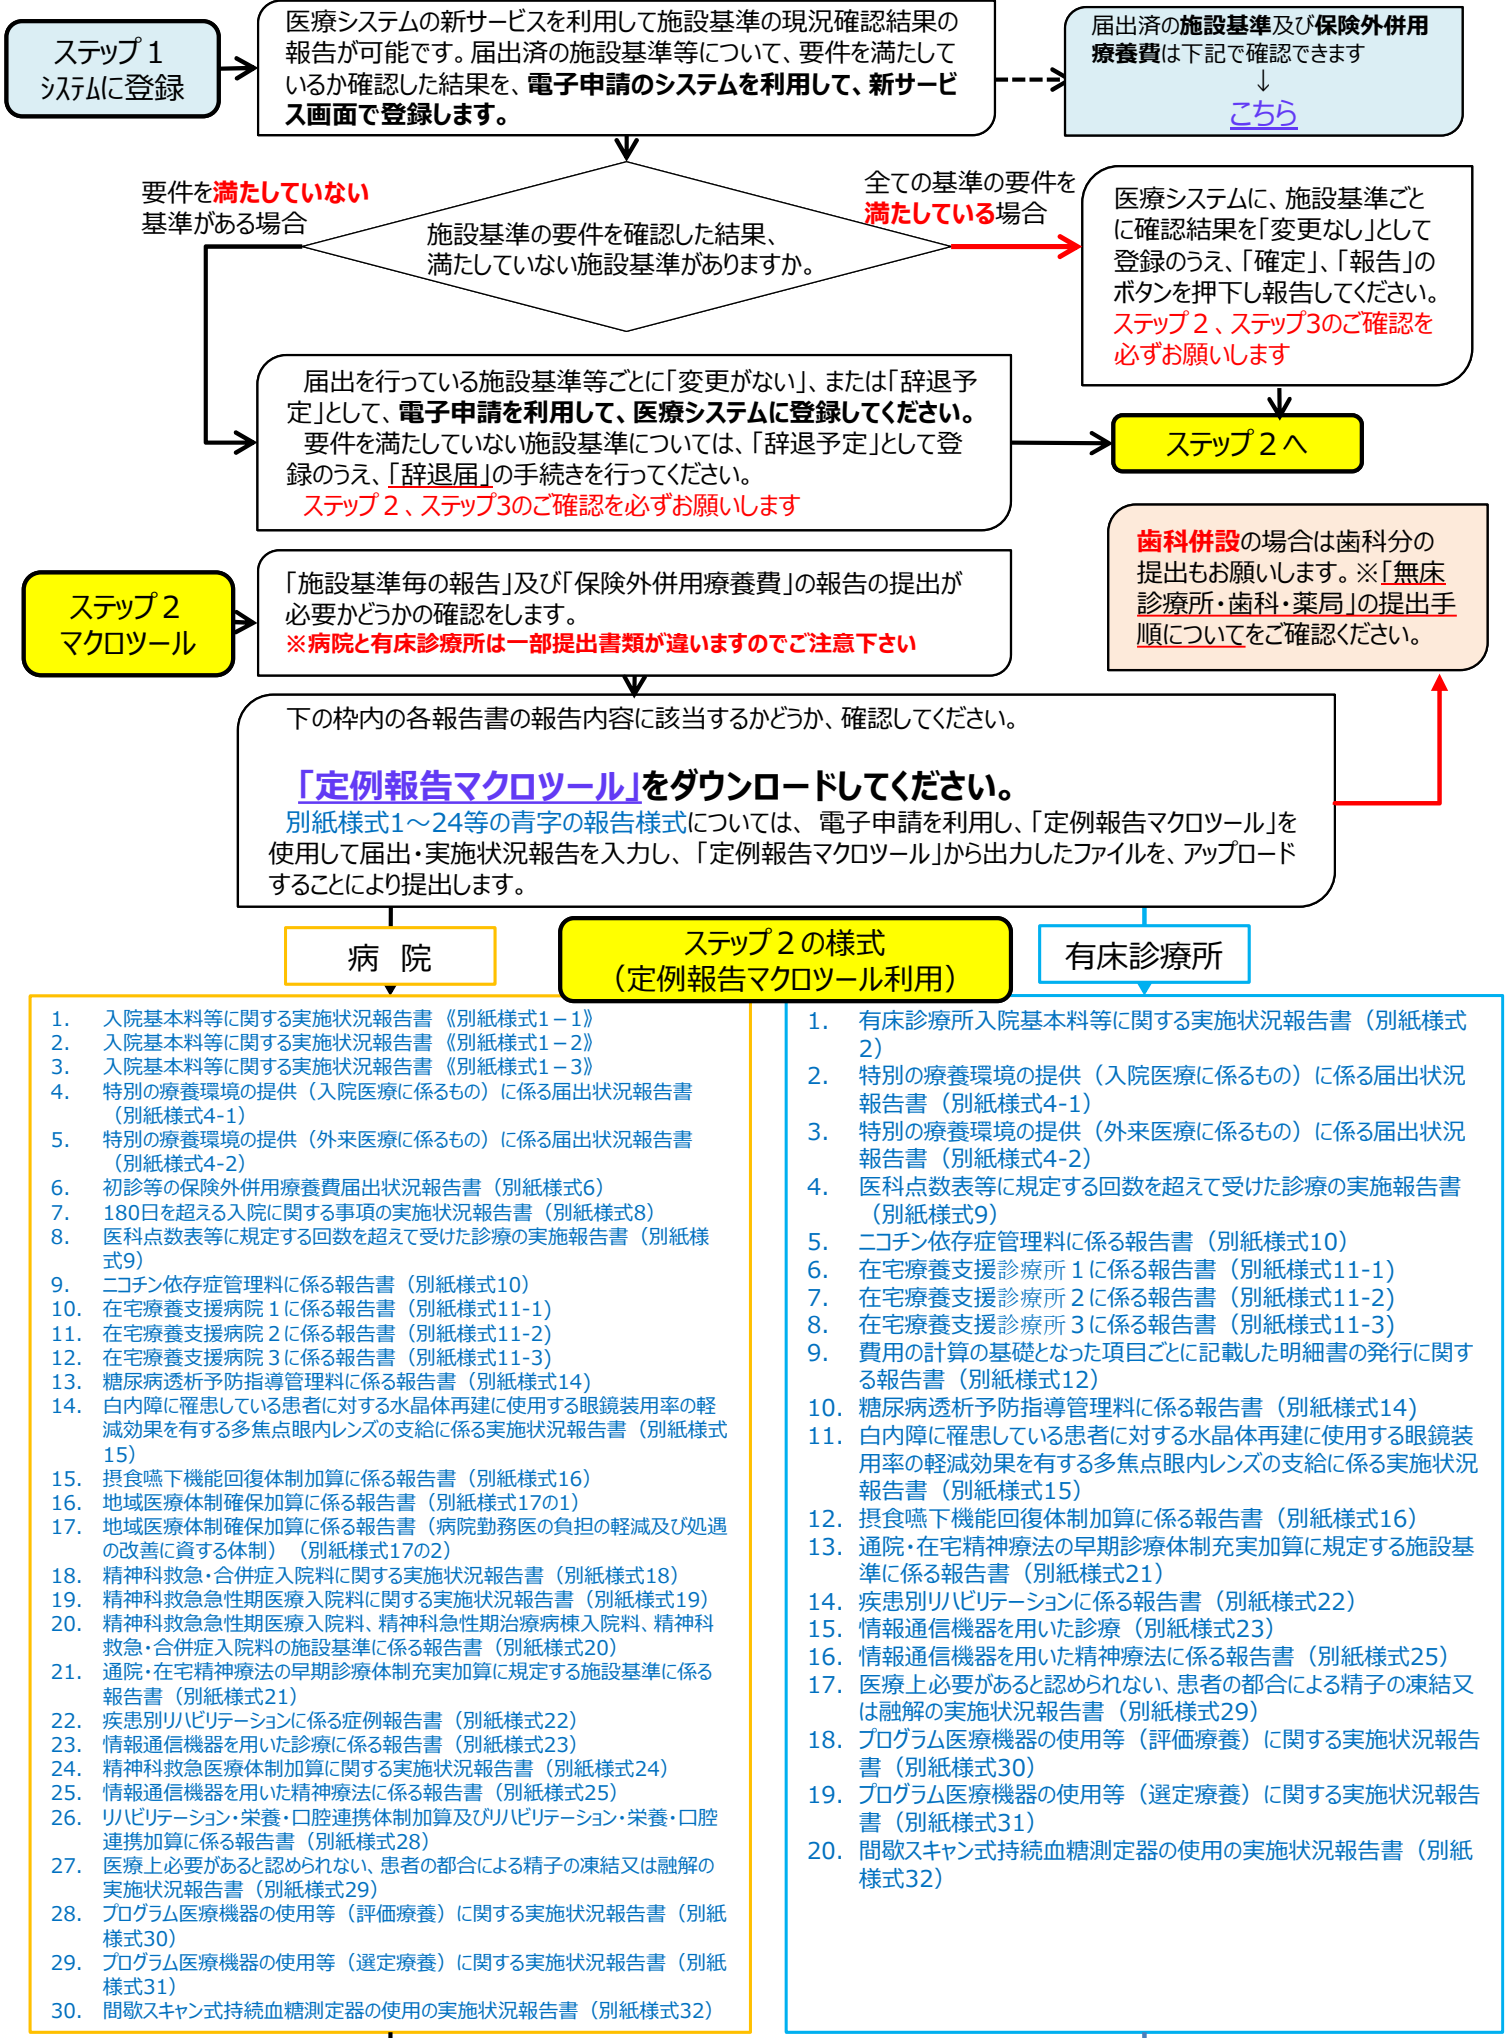 ステップ１
システムに登録
医療システムの新サービスを利用して施設基準の現況確認結果の
報告が可能です。届出済の施設基準等について、要件を満たして
いるか確認した結果を、電子申請のシステムを利用して、新サービ
ス画面で登録します。
届出済の施設基準及び保険外併用
療養費は下記で確認できます
↓
こちら
要件を満たしていない
基準がある場合
施設基準の要件を確認した結果、
満たしていない施設基準がありますか。
全ての基準の要件を
満たしている場合
医療システムに、施設基準ごと
に確認結果を「変更なし」として
登録のうえ、「確定」、「報告」の
ボタンを押下し報告してください。
ステップ２、ステップ3のご確認を
必ずお願いします
届出を行っている施設基準等ごとに「変更がない」、または「辞退予
定」として、電子申請を利用して、医療システムに登録してください。
要件を満たしていない施設基準については、「辞退予定」として登
録のうえ、「辞退届」の手続きを行ってください。
ステップ２、ステップ3のご確認を必ずお願いします
ステップ２へ
歯科併設の場合は歯科分の
提出もお願いします。※「無床
診療所・歯科・薬局」の提出手
順についてをご確認ください。
ステップ２
マクロツール
「施設基準毎の報告」及び「保険外併用療養費」の報告の提出が
必要かどうかの確認をします。
※病院と有床診療所は一部提出書類が違いますのでご注意下さい
下の枠内の各報告書の報告内容に該当するかどうか、確認してください。
「定例報告マクロツール」をダウンロードしてください。
別紙様式1～24等の青字の報告様式については、電子申請を利用し、「定例報告マクロツール」を
使用して届出・実施状況報告を入力し、「定例報告マクロツール」から出力したファイルを、アップロード
することにより提出します。
病 院
ステップ２の様式
（定例報告マクロツール利用）
有床診療所
1. 入院基本料等に関する実施状況報告書《別紙様式1－1》
2. 入院基本料等に関する実施状況報告書《別紙様式1－2》
3. 入院基本料等に関する実施状況報告書《別紙様式1－3》
4. 特別の療養環境の提供（入院医療に係るもの）に係る届出状況報告書
（別紙様式4-1）
5. 特別の療養環境の提供（外来医療に係るもの）に係る届出状況報告書
（別紙様式4-2）
6. 初診等の保険外併用療養費届出状況報告書（別紙様式6）
7. 180日を超える入院に関する事項の実施状況報告書（別紙様式8）
8. 医科点数表等に規定する回数を超えて受けた診療の実施報告書（別紙様
式9）
9. ニコチン依存症管理料に係る報告書（別紙様式10）
10. 在宅療養支援病院１に係る報告書（別紙様式11-1)
11. 在宅療養支援病院２に係る報告書（別紙様式11-2)
12. 在宅療養支援病院３に係る報告書（別紙様式11-3)
13. 糖尿病透析予防指導管理料に係る報告書（別紙様式14)
14. 白内障に罹患している患者に対する水晶体再建に使用する眼鏡装用率の軽
減効果を有する多焦点眼内レンズの支給に係る実施状況報告書（別紙様式
15）
15. 摂食嚥下機能回復体制加算に係る報告書（別紙様式16）
16. 地域医療体制確保加算に係る報告書（別紙様式17の1）
17. 地域医療体制確保加算に係る報告書（病院勤務医の負担の軽減及び処遇
の改善に資する体制）（別紙様式17の2）
18. 精神科救急・合併症入院料に関する実施状況報告書（別紙様式18）
19. 精神科救急急性期医療入院料に関する実施状況報告書（別紙様式19）
20. 精神科救急急性期医療入院料、精神科急性期治療病棟入院料、精神科
救急・合併症入院料の施設基準に係る報告書（別紙様式20）
21. 通院・在宅精神療法の早期診療体制充実加算に規定する施設基準に係る
報告書（別紙様式21）
22. 疾患別リハビリテーションに係る症例報告書（別紙様式22）
23. 情報通信機器を用いた診療に係る報告書（別紙様式23）
24. 精神科救急医療体制加算に関する実施状況報告書（別紙様式24）
25. 情報通信機器を用いた精神療法に係る報告書（別紙様式25）
26. リハビリテーション・栄養・口腔連携体制加算及びリハビリテーション・栄養・口腔
連携加算に係る報告書（別紙様式28）
27. 医療上必要があると認められない、患者の都合による精子の凍結又は融解の
実施状況報告書（別紙様式29）
28. プログラム医療機器の使用等（評価療養）に関する実施状況報告書（別紙
様式30）
29. プログラム医療機器の使用等（選定療養）に関する実施状況報告書（別紙
様式31）
30. 間歇スキャン式持続血糖測定器の使用の実施状況報告書（別紙様式32）
1. 有床診療所入院基本料等に関する実施状況報告書（別紙様式
2）
2. 特別の療養環境の提供（入院医療に係るもの）に係る届出状況
報告書（別紙様式4-1）
3. 特別の療養環境の提供（外来医療に係るもの）に係る届出状況
報告書（別紙様式4-2）
4. 医科点数表等に規定する回数を超えて受けた診療の実施報告書
（別紙様式9）
5. ニコチン依存症管理料に係る報告書（別紙様式10）
6. 在宅療養支援診療所１に係る報告書（別紙様式11-1)
7. 在宅療養支援診療所２に係る報告書（別紙様式11-2)
8. 在宅療養支援診療所３に係る報告書（別紙様式11-3)
9. 費用の計算の基礎となった項目ごとに記載した明細書の発行に関す
る報告書（別紙様式12）
10. 糖尿病透析予防指導管理料に係る報告書（別紙様式14)
11. 白内障に罹患している患者に対する水晶体再建に使用する眼鏡装
用率の軽減効果を有する多焦点眼内レンズの支給に係る実施状況
報告書（別紙様式15）
12. 摂食嚥下機能回復体制加算に係る報告書（別紙様式16）
13. 通院・在宅精神療法の早期診療体制充実加算に規定する施設基
準に係る報告書（別紙様式21）
14. 疾患別リハビリテーションに係る報告書（別紙様式22）
15. 情報通信機器を用いた診療（別紙様式23）
16. 情報通信機器を用いた精神療法に係る報告書（別紙様式25）
17. 医療上必要があると認められない、患者の都合による精子の凍結又
は融解の実施状況報告書（別紙様式29）
18. プログラム医療機器の使用等（評価療養）に関する実施状況報告
書（別紙様式30）
19. プログラム医療機器の使用等（選定療養）に関する実施状況報告
書（別紙様式31）
20. 間歇スキャン式持続血糖測定器の使用の実施状況報告書（別紙
様式32）